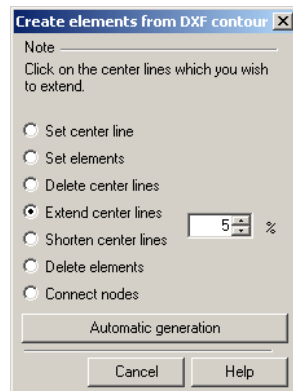 Create elements from DXF contour
Note
Click on the center lines which you wish
to extend.
Set center line
Set elements
Delete center lines
Extend center lines
5 %
Shorten center lines
Delete elements
Connect nodes
Automatic generation
Cancel Help